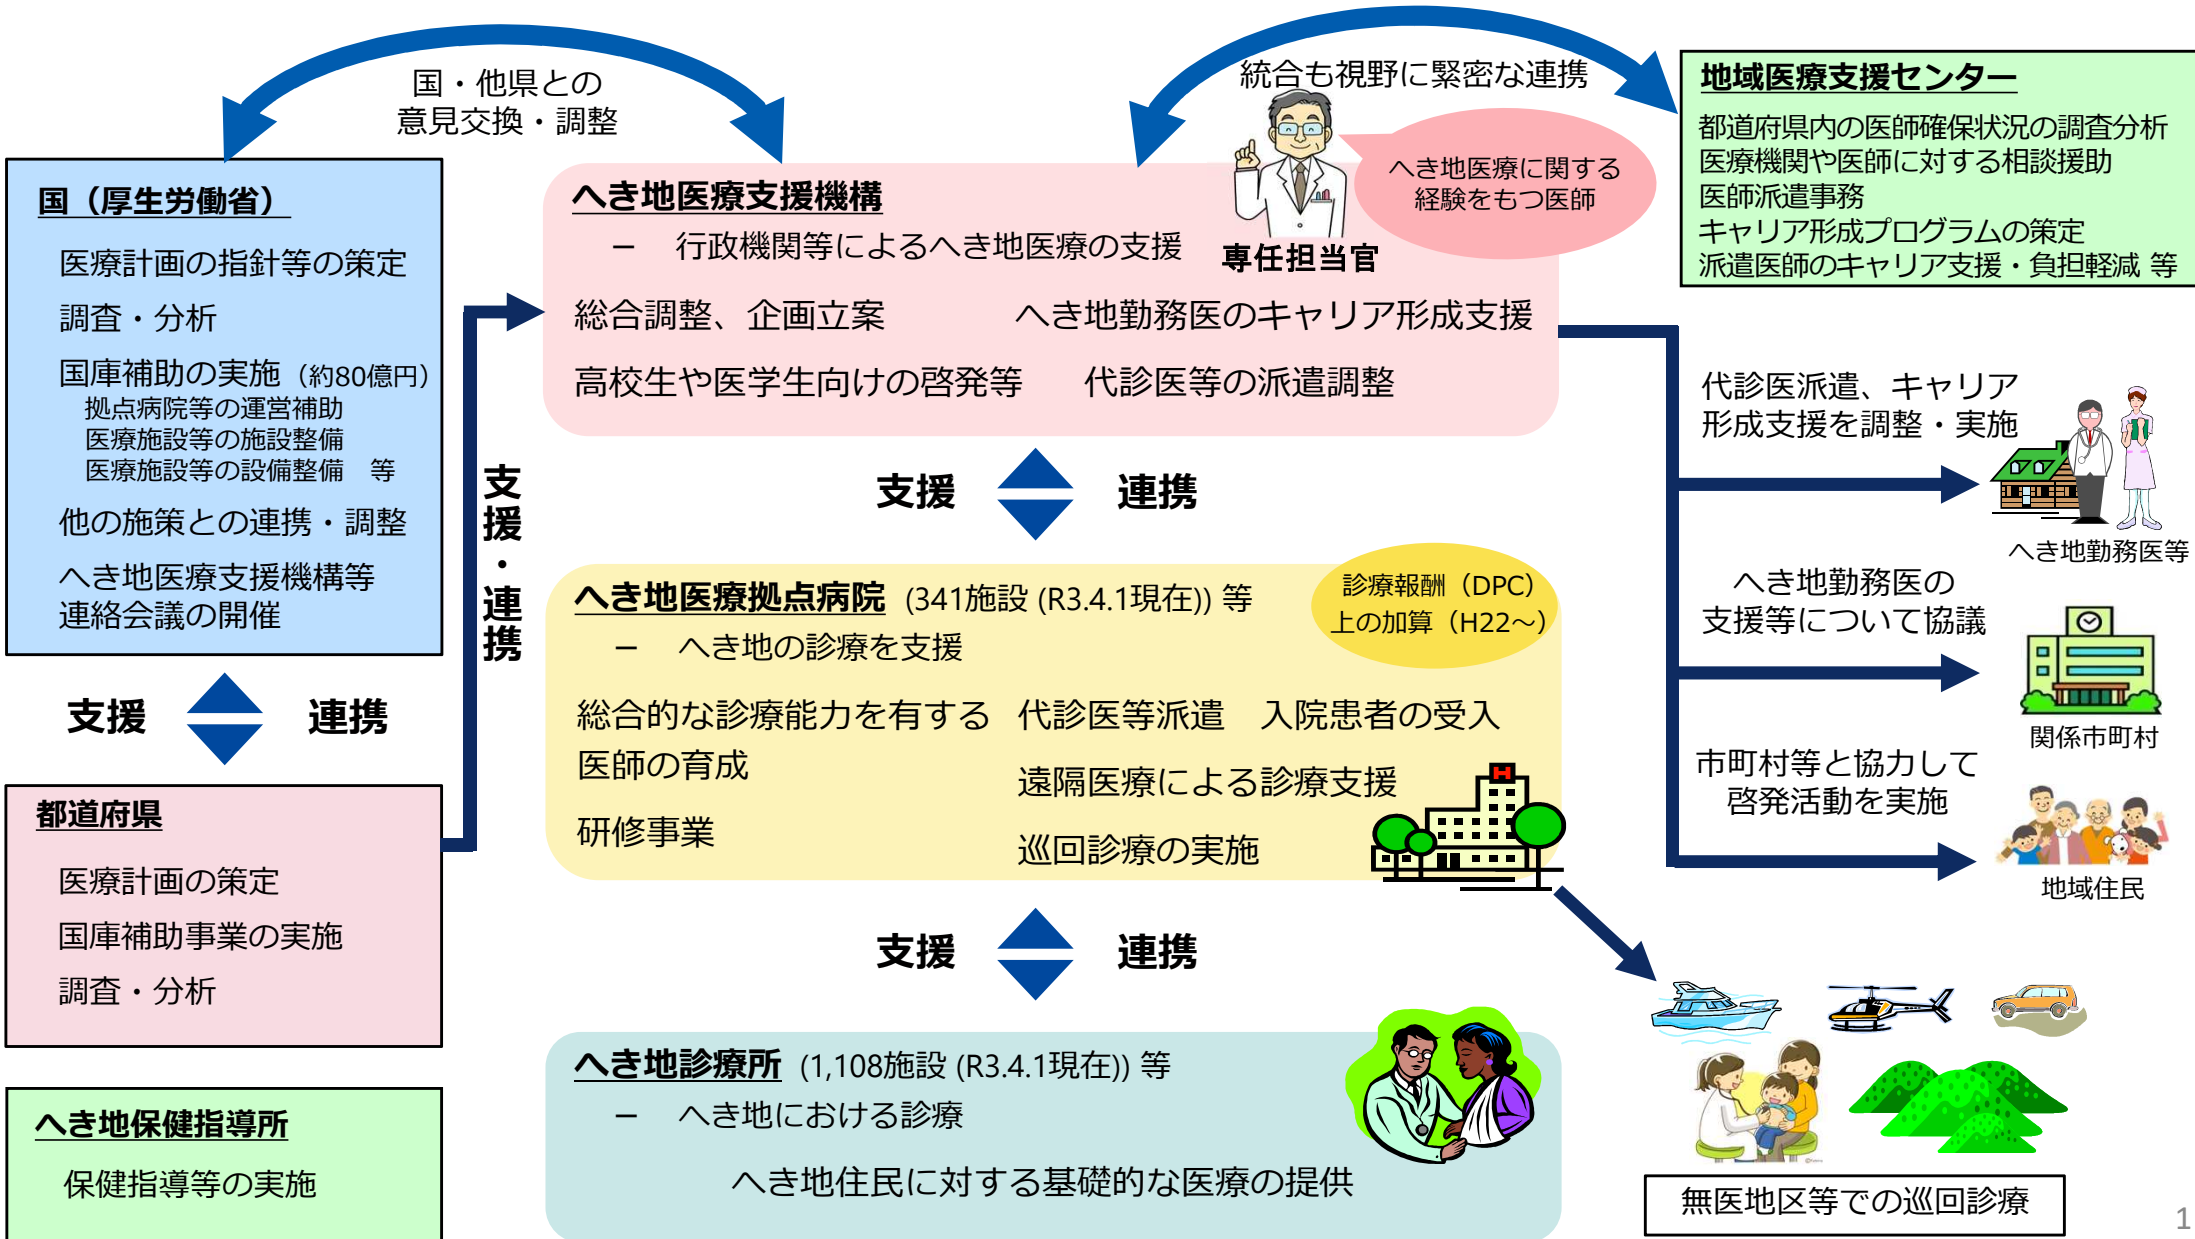 国・他県との
意見交換・調整
統合も視野に緊密な連携
国（厚生労働省）
医療計画の指針等の策定
調査・分析
国庫補助の実施（約80億円）
拠点病院等の運営補助
医療施設等の施設整備
医療施設等の設備整備　等
他の施策との連携・調整
へき地医療支援機構等
連絡会議の開催
支援　連携
都道府県
医療計画の策定
国庫補助事業の実施
調査・分析
へき地保健指導所
保健指導等の実施
支援・連携
へき地医療支援機構
－　行政機関等によるへき地医療の支援
専任担当官
へき地医療に関する
経験をもつ医師
総合調整、企画立案　へき地勤務医のキャリア形成支援
高校生や医学生向けの啓発等　代診医等の派遣調整
支援　連携
へき地医療拠点病院 (341施設 (R3.4.1現在)) 等
－　へき地の診療を支援
診療報酬（DPC）
上の加算（H22～）
総合的な診療能力を有する
医師の育成
研修事業
代診医等派遣　入院患者の受入
遠隔医療による診療支援
巡回診療の実施
H
支援　連携
へき地診療所 (1,108施設 (R3.4.1現在)) 等
－　へき地における診療
へき地住民に対する基礎的な医療の提供
地域医療支援センター
都道府県内の医師確保状況の調査分析
医療機関や医師に対する相談援助
医師派遣事務
キャリア形成プログラムの策定
派遣医師のキャリア支援・負担軽減 等
代診医派遣、キャリア
形成支援を調整・実施
へき地勤務医等
へき地勤務医の
支援等について協議
関係市町村
市町村等と協力して
啓発活動を実施
地域住民
無医地区等での巡回診療
1